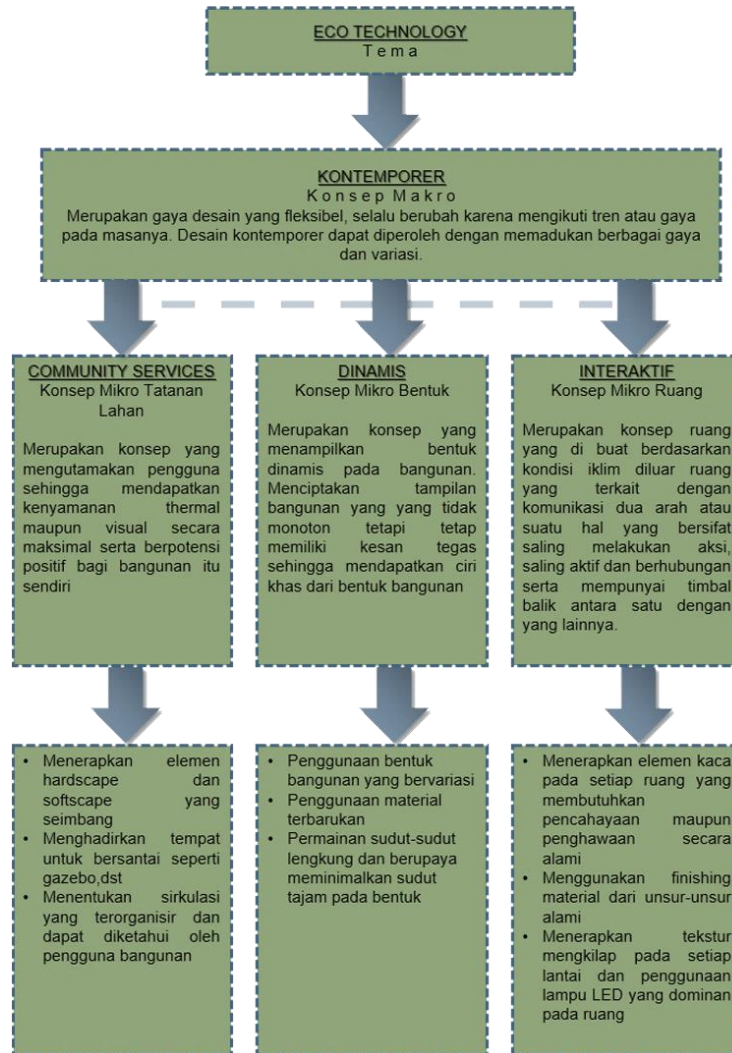 ECO TECHNOLOGY
T e m a
KONTEMPORER
K o n s e p M a k r o
Merupakan gaya desain yang fleksibel, selalu berubah karena mengikuti tren atau gaya
pada masanya. Desain kontemporer dapat diperoleh dengan memadukan berbagai gaya
dan variasi.
COMMUNITY SERVICES
Konsep Mikro Tatanan
Lahan
Merupakan konsep yang
mengutamakan pengguna
sehingga mendapatkan
kenyamanan thermal
maupun visual secara
maksimal serta berpotensi
positif bagi bangunan itu
sendiri
DINAMIS
Konsep Mikro Bentuk
Merupakan konsep yang
menampilkan bentuk
dinamis pada bangunan.
Menciptakan tampilan
bangunan yang yang tidak
monoton tetapi tetap
memiliki kesan tegas
sehingga mendapatkan ciri
khas dari bentuk bangunan
INTERAKTIF
Konsep Mikro Ruang
Merupakan konsep ruang
yang di buat berdasarkan
kondisi iklim diluar ruang
yang terkait dengan
komunikasi dua arah atau
suatu hal yang bersifat
saling melakukan aksi,
saling aktif dan berhubungan
serta mempunyai timbal
balik antara satu dengan
yang lainnya.
• Menerapkan elemen
hardscape dan
softscape yang
seimbang
• Menghadirkan tempat
untuk bersantai seperti
gazebo,dst
• Menentukan sirkulasi
yang terorganisir dan
dapat diketahui oleh
pengguna bangunan
• Penggunaan bentuk
bangunan yang bervariasi
• Penggunaan material
terbarukan
• Permainan sudut-sudut
lengkung dan berupaya
meminimalkan sudut
tajam pada bentuk
• Menerapkan elemen kaca
pada setiap ruang yang
membutuhkan
pencahayaan maupun
penghawaan secara
alami
• Menggunakan finishing
material dari unsur-unsur
alami
• Menerapkan tekstur
mengkilap pada setiap
lantai dan penggunaan
lampu LED yang dominan
pada ruang